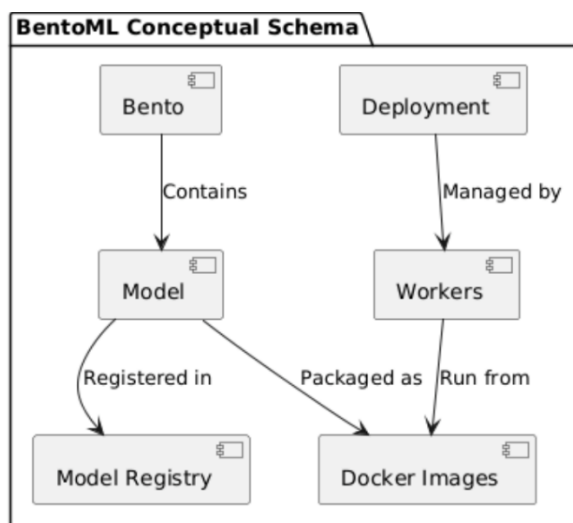 BentoML Conceptual Schema
Bento
Deployment
Contains
Managed by
Model
Workers
Registered in
Packaged as
Run from
Model Registry
Docker Images